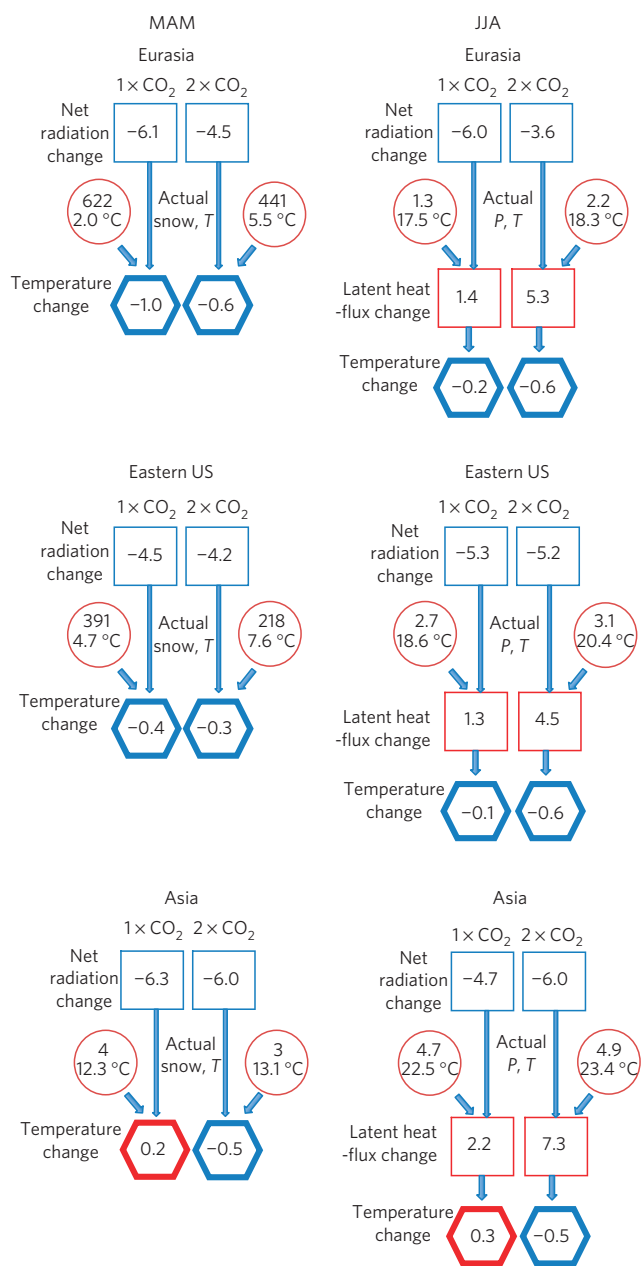 MAM
Eurasia
1 × CO2 2 × CO2
Net
radiation
change
−6.1 −4.5
622
2.0 °C
Actual
snow, T
441
5.5 °C
Temperature
change
−1.0 −0.6
JJA
Eurasia
1 × CO2 2 × CO2
Net
radiation
change
−6.0 −3.6
1.3
17.5 °C
Actual
P, T
2.2
18.3 °C
Latent heat
-flux change
1.4 5.3
Temperature
change
−0.2 −0.6
Eastern US
1 × CO2 2 × CO2
Net
radiation
change
−4.5 −4.2
391
4.7 °C
Actual
snow, T
218
7.6 °C
Temperature
change
−0.4 −0.3
Eastern US
1 × CO2 2 × CO2
Net
radiation
change
−5.3 −5.2
2.7
18.6 °C
Actual
P, T
3.1
20.4 °C
Latent heat
-flux change
1.3 4.5
Temperature
change
−0.1 −0.6
Asia
1 × CO2 2 × CO2
Net
radiation
change
−6.3 −6.0
4
12.3 °C
Actual
snow, T
3
13.1 °C
Temperature
change
0.2 −0.5
Asia
1 × CO2 2 × CO2
Net
radiation
change
−4.7 −6.0
4.7
22.5 °C
Actual
P, T
4.9
23.4 °C
Latent heat
-flux change
2.2 7.3
Temperature
change
0.3 −0.5